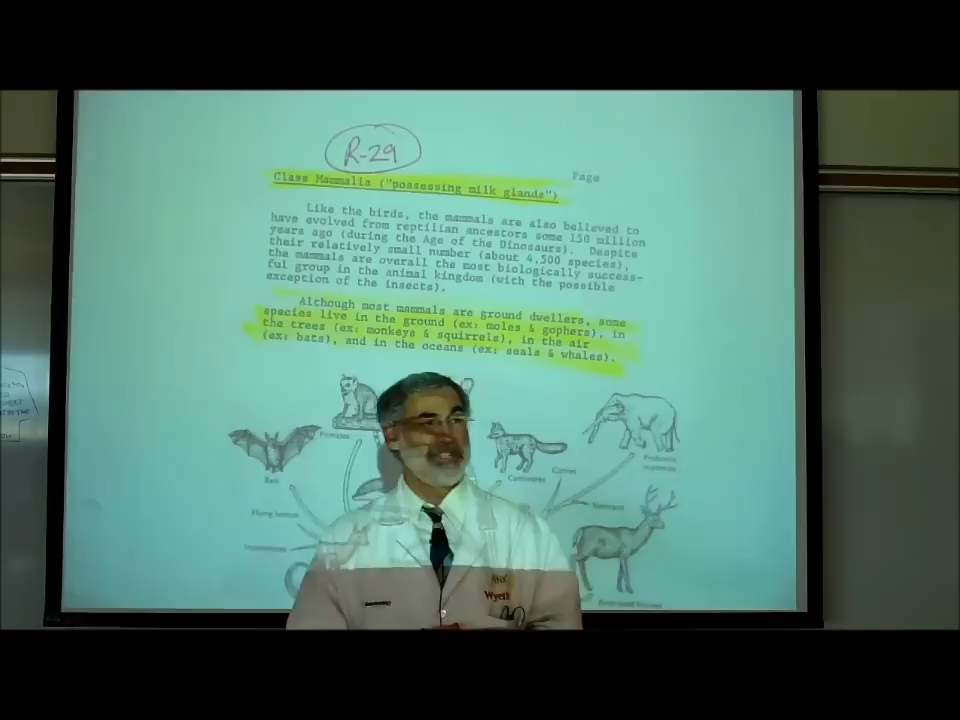 R-29
Page
Class Mammalia ("possessing milk glands")
Like the birds, the mammals are also believed to
have evolved from reptilian ancestors some 150 million
years ago (during the Age of the Dinosaurs). Despite
their relatively small number (about 4,500 species),
the mammals are overall the most biologically success-
ful group in the animal kingdom (with the possible
exception of the insects).
Although most mammals are ground dwellers, some
species live in the ground (ex: moles & gophers), in
the trees (ex: monkeys & squirrels), in the air
(ex: bats), and in the oceans (ex: seals & whales).
Primates
Bats
Carnivores
Flying
Wyeth